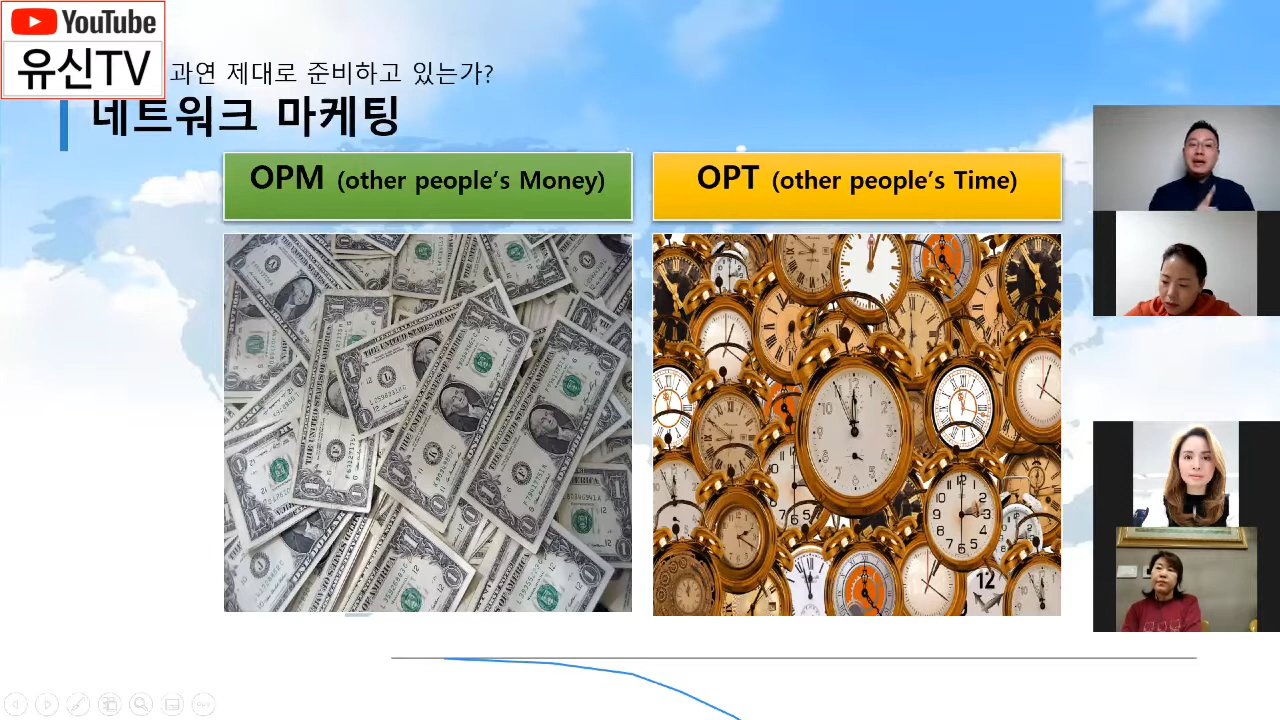 YouTube
유신TV
과연 제대로 준비하고 있는가?
네트워크 마케팅
OPM (other people's Money)
OPT (other people's Time)